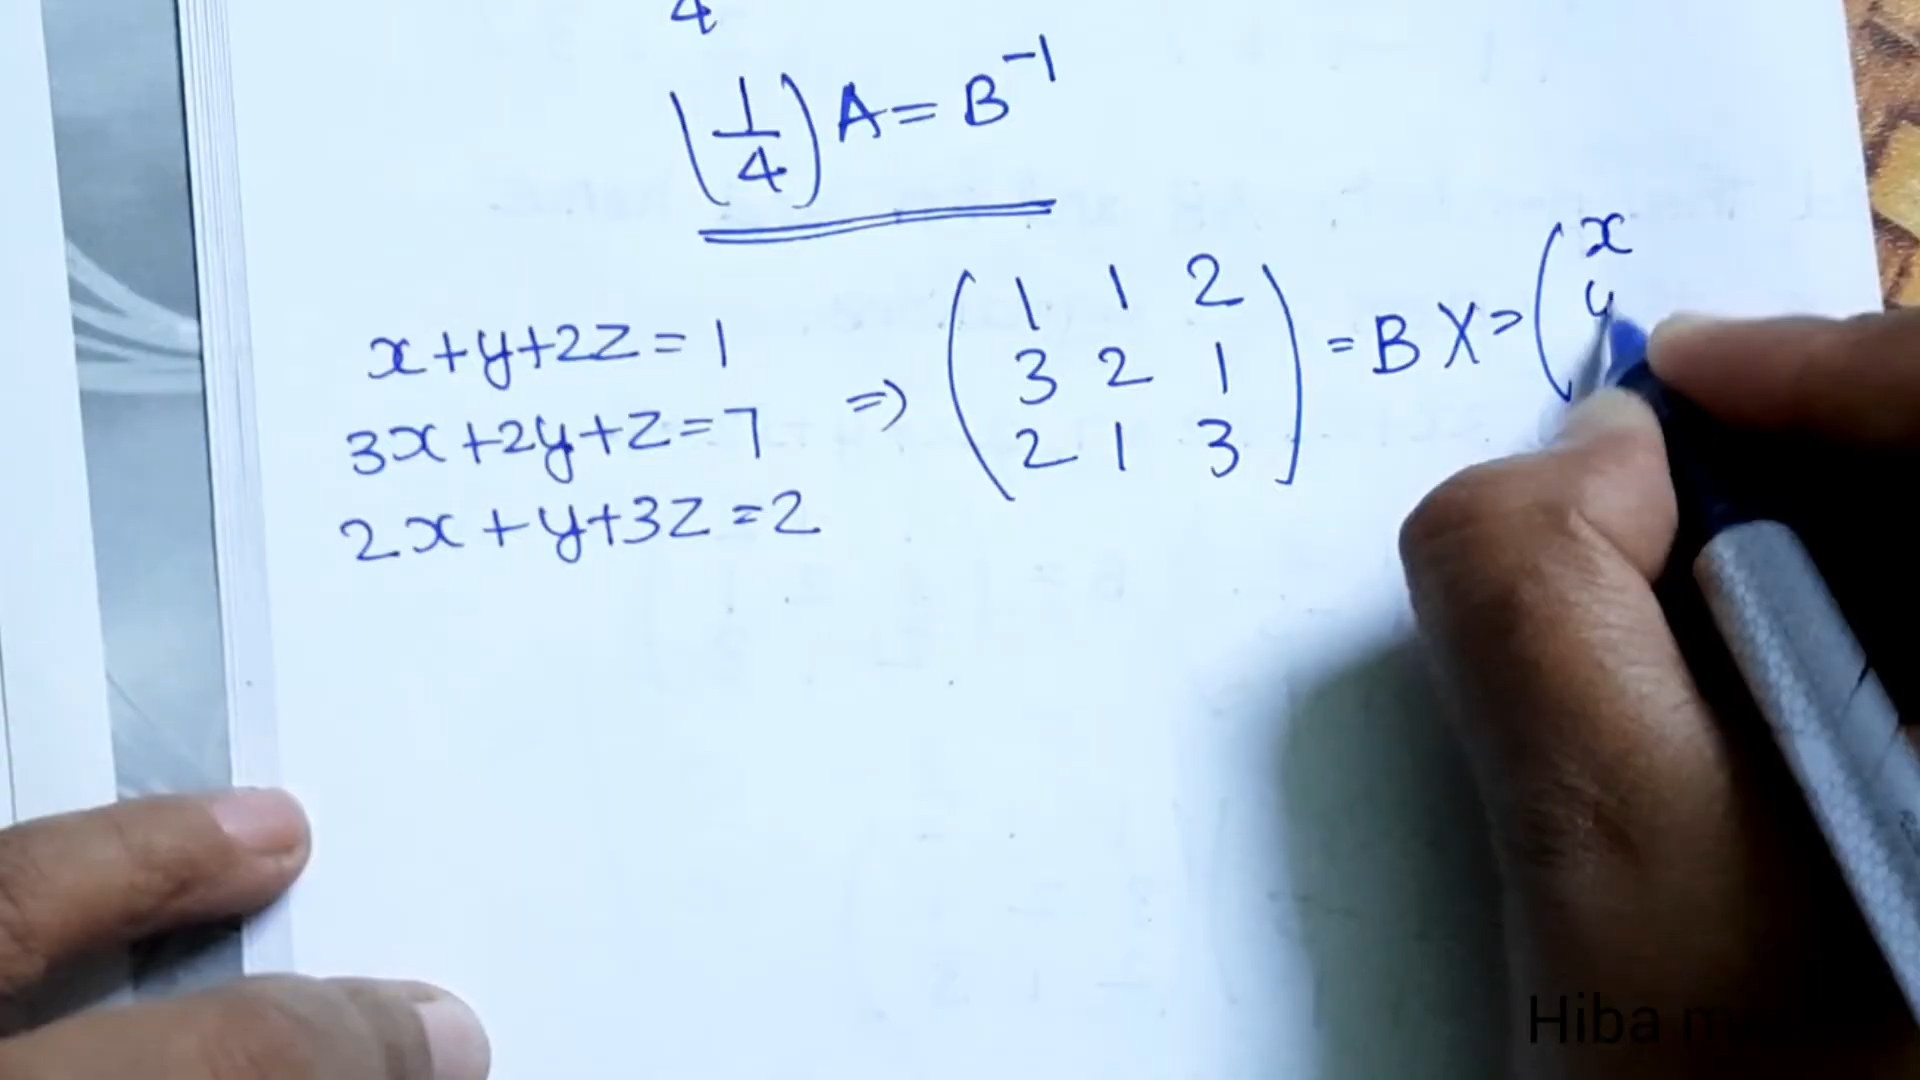 4
(1/4) A = B⁻¹
x+y+2z = 1
3x+2y+z=7
2x+y+3z=2
=> ( 1 1 2
3 2 1
2 1 3 ) = B X = ( x
y
Hiba m